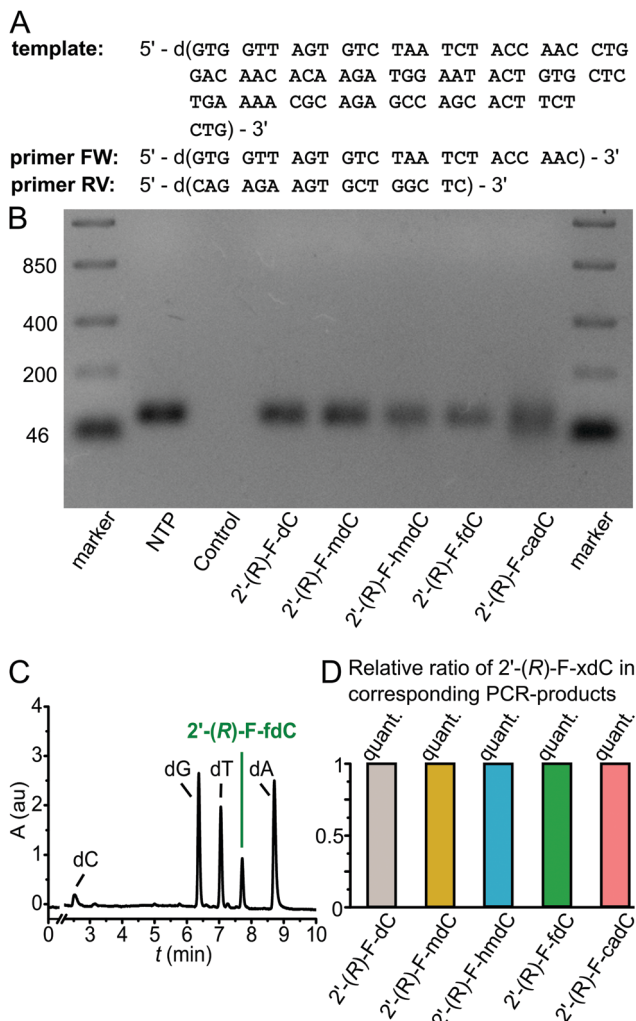 A
template: 5' - d(GTG GTT AGT GTC TAA TCT ACC AAC CTG
GAC AAC ACA AGA TGG AAT ACT GTG CTC
TGA AAA CGC AGA GCC AGC ACT TCT
CTG) - 3'
primer FW: 5' - d(GTG GTT AGT GTC TAA TCT ACC AAC) - 3'
primer RV: 5' - d(CAG AGA AGT GCT GGC TC) - 3'
B
850
400
200
46
marker
NTP
Control
2'-(R)-F-dC
2'-(R)-F-mdC
2'-(R)-F-hmdC
2'-(R)-F-fdC
2'-(R)-F-cadC
marker
C
4
3
2
1
0
A (au)
2'-(R)-F-fdC
dG
dT
dA
dC
0 3 4 5 6 7 8 9 10
t (min)
D Relative ratio of 2'-(R)-F-xdC in
corresponding PCR-products
quant. quant. quant. quant. quant.
1
0.5
0
2'-(R)-F-dC
2'-(R)-F-mdC
2'-(R)-F-hmdC
2'-(R)-F-fdC
2'-(R)-F-cadC